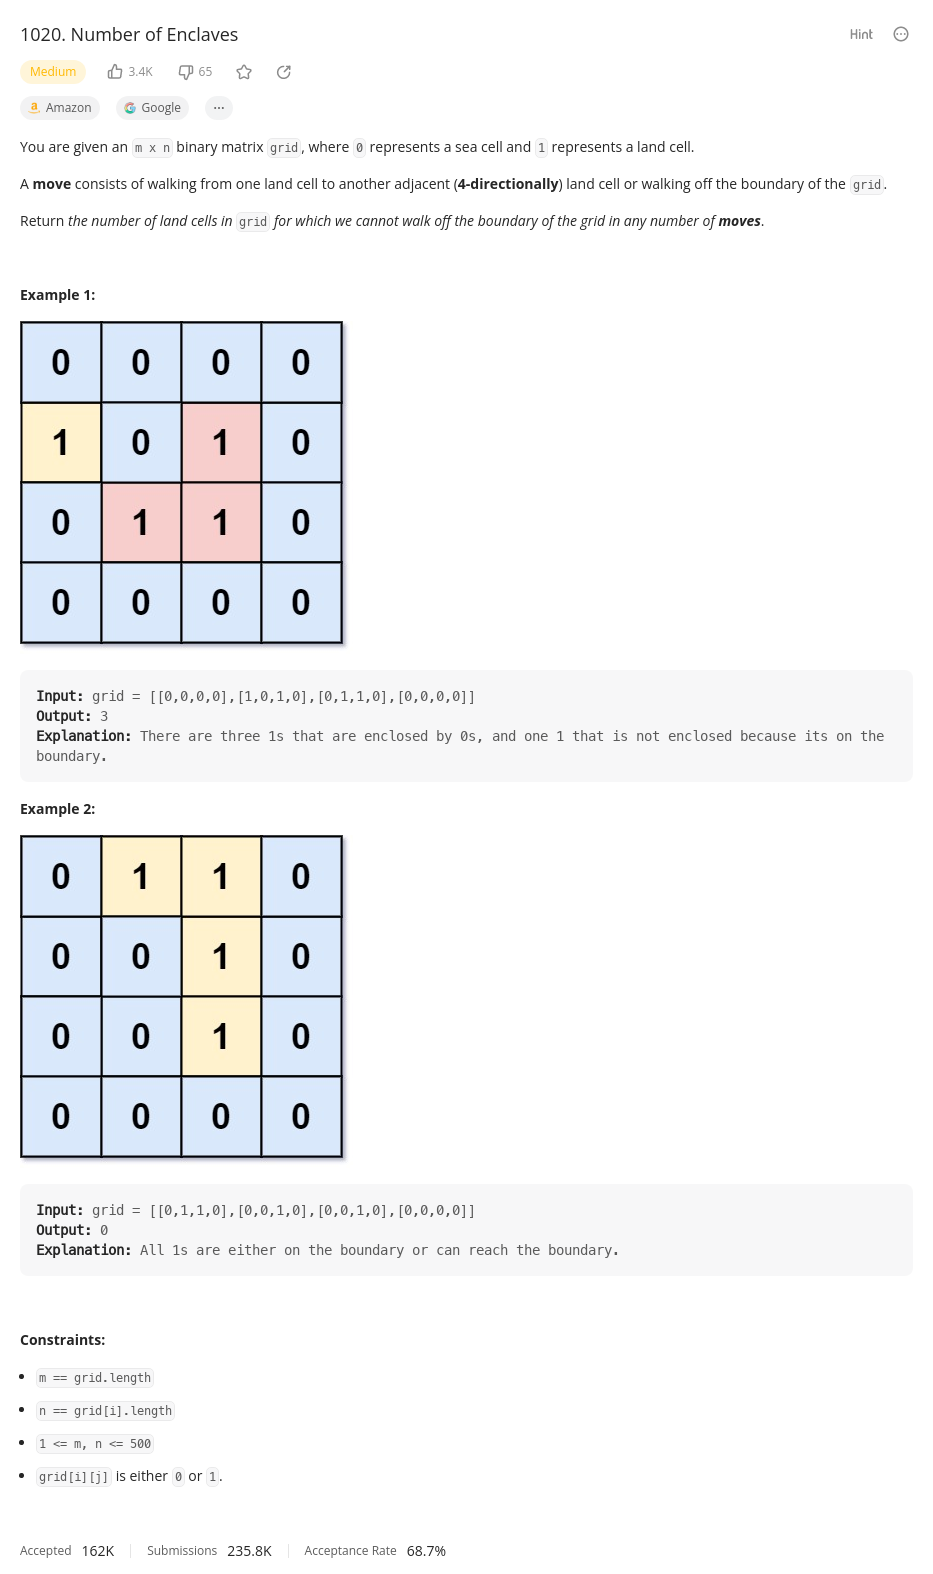 1020. Number of Enclaves
Hint
Medium 3.4K 65
Amazon Google ...
You are given an m x n binary matrix grid, where 0 represents a sea cell and 1 represents a land cell.
A move consists of walking from one land cell to another adjacent (4-directionally) land cell or walking off the boundary of the grid.
Return the number of land cells in grid for which we cannot walk off the boundary of the grid in any number of moves.
Example 1:
0 0 0 0
1 0 1 0
0 1 1 0
0 0 0 0
Input: grid = [[0,0,0,0],[1,0,1,0],[0,1,1,0],[0,0,0,0]]
Output: 3
Explanation: There are three 1s that are enclosed by 0s, and one 1 that is not enclosed because its on the
boundary.
Example 2:
0 1 1 0
0 0 1 0
0 0 1 0
0 0 0 0
Input: grid = [[0,1,1,0],[0,0,1,0],[0,0,1,0],[0,0,0,0]]
Output: 0
Explanation: All 1s are either on the boundary or can reach the boundary.
Constraints:
• m == grid.length
• n == grid[i].length
• 1 <= m, n <= 500
• grid[i][j] is either 0 or 1.
Accepted 162K Submissions 235.8K Acceptance Rate 68.7%